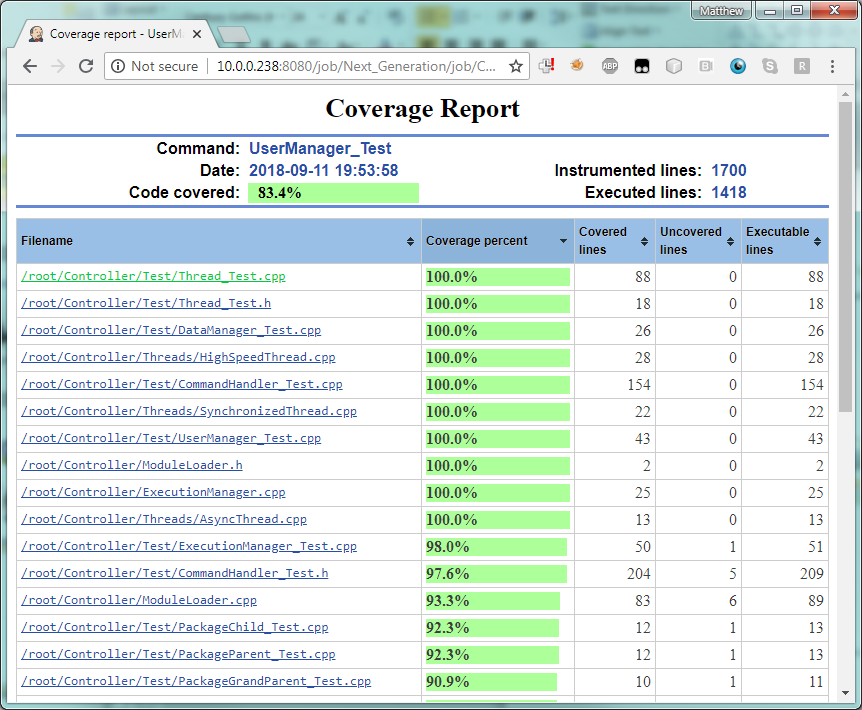 Matthew
Coverage report - UserM
Not secure 10.0.0.238:8080/job/Next_Generation/job/C...
ABP
B
S
R
Coverage Report
Command: UserManager_Test
Date: 2018-09-11 19:53:58 Instrumented lines: 1700
Code covered: 83.4% Executed lines: 1418
Filename Coverage percent Covered lines Uncovered lines Executable lines
/root/Controller/Test/Thread_Test.cpp 100.0% 88 0 88
/root/Controller/Test/Thread_Test.h 100.0% 18 0 18
/root/Controller/Test/DataManager_Test.cpp 100.0% 26 0 26
/root/Controller/Threads/HighSpeedThread.cpp 100.0% 28 0 28
/root/Controller/Test/CommandHandler_Test.cpp 100.0% 154 0 154
/root/Controller/Threads/SynchronizedThread.cpp 100.0% 22 0 22
/root/Controller/Test/UserManager_Test.cpp 100.0% 43 0 43
/root/Controller/ModuleLoader.h 100.0% 2 0 2
/root/Controller/ExecutionManager.cpp 100.0% 25 0 25
/root/Controller/Threads/AsyncThread.cpp 100.0% 13 0 13
/root/Controller/Test/ExecutionManager_Test.cpp 98.0% 50 1 51
/root/Controller/Test/CommandHandler_Test.h 97.6% 204 5 209
/root/Controller/ModuleLoader.cpp 93.3% 83 6 89
/root/Controller/Test/PackageChild_Test.cpp 92.3% 12 1 13
/root/Controller/Test/PackageParent_Test.cpp 92.3% 12 1 13
/root/Controller/Test/PackageGrandParent_Test.cpp 90.9% 10 1 11